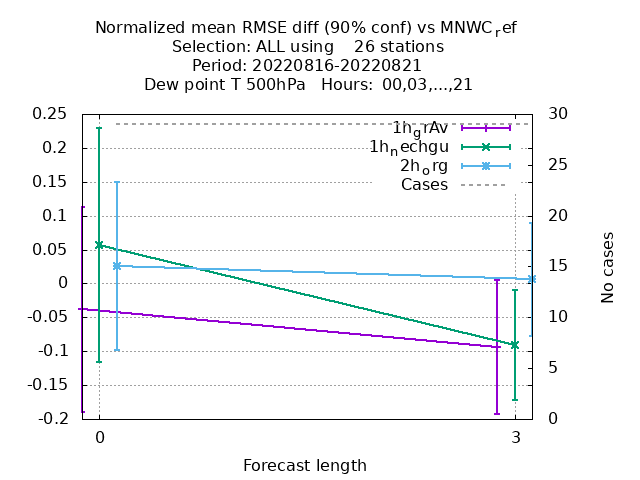 Normalized mean RMSE diff (90% conf) vs MNWC_ref
Selection: ALL using    26 stations
Period: 20220816-20220821
Dew point T 500hPa   Hours:  00,03,...,21
0.25
0.2
0.15
0.1
0.05
0
-0.05
-0.1
-0.15
-0.2
30
25
20
15
10
5
0
1h_grAv
1h_nechgu
2h_org
Cases
No cases
0
3
Forecast length